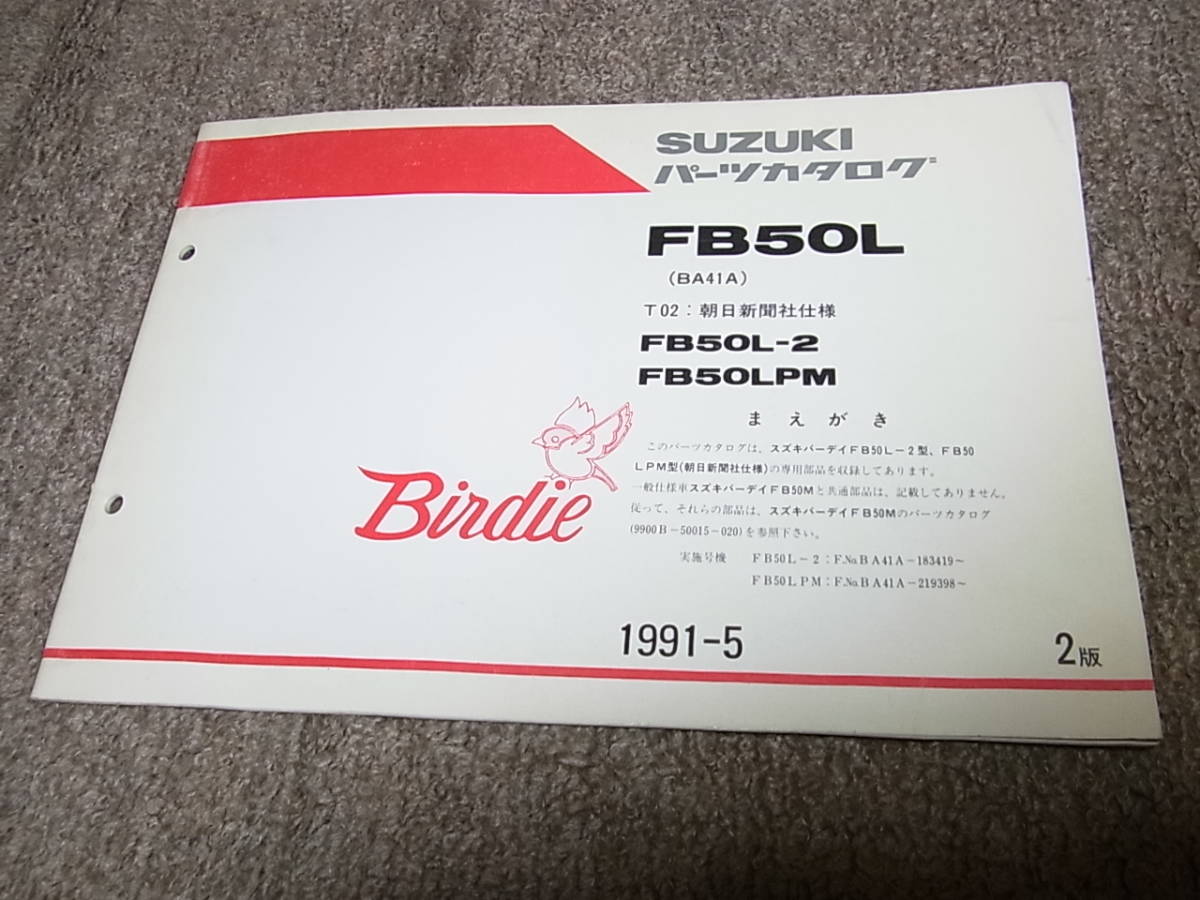 SUZUKI
パーツカタログ
FB50L
(BA41A)
T02:朝日新聞社仕様
FB50L-2
FB50LPM
まえがき
このパーツカタログは、スズキバーデイFB50L-2型、FB50
LPM型(朝日新聞社仕様)の専用部品を収録してあります。
一般仕様車スズキバーデイFB50Mと共通部品は、記載してありません。
従って、それらの部品は、スズキバーデイFB50Mのパーツカタログ
(9900B-50015-020)を参照下さい。
実施号機 FB50L-2:F.No.BA41A-183419~
FB50LPM:F.No.BA41A-219398~
Birdie
1991-5
2版